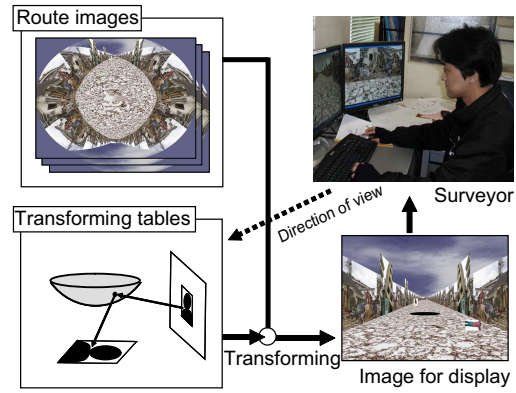 Route images
Surveyor
Direction of view
Transforming tables
Transforming
Image for display